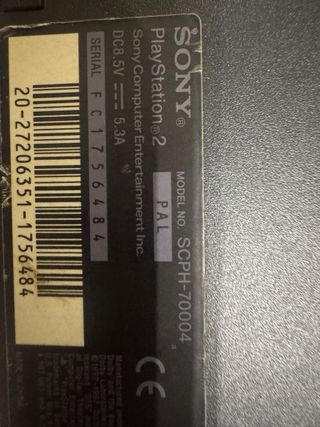 SONY® MODEL NO. SCPH-70004
PlayStation®2 PAL
Sony Computer Entertainment Inc.
DC8.5V 5.3A
SERIAL FC1756484
20-27206351-1756484
CE